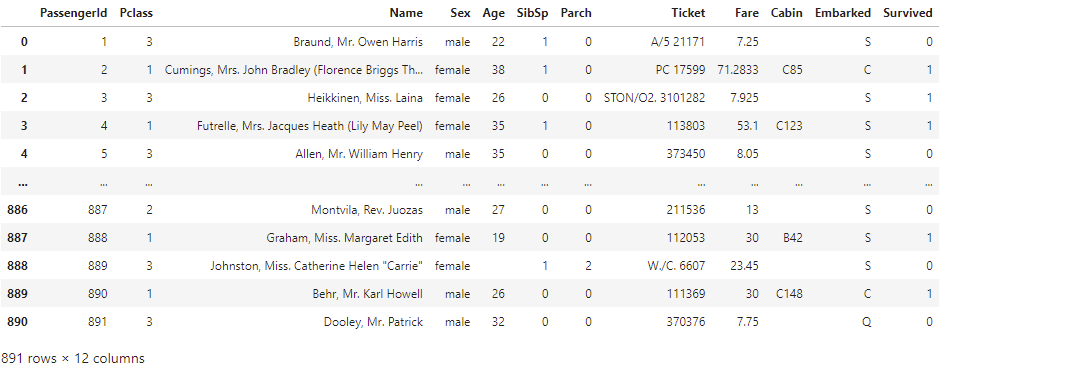 PassengerId Pclass Name Sex Age SibSp Parch Ticket Fare Cabin Embarked Survived
0 1 3 Braund, Mr. Owen Harris male 22 1 0 A/5 21171 7.25 S 0
1 2 1 Cumings, Mrs. John Bradley (Florence Briggs Th... female 38 1 0 PC 17599 71.2833 C85 C 1
2 3 3 Heikkinen, Miss. Laina female 26 0 0 STON/O2. 3101282 7.925 S 1
3 4 1 Futrelle, Mrs. Jacques Heath (Lily May Peel) female 35 1 0 113803 53.1 C123 S 1
4 5 3 Allen, Mr. William Henry male 35 0 0 373450 8.05 S 0
... ... ... ... ... ... ... ... ... ... ... ... ...
886 887 2 Montvila, Rev. Juozas male 27 0 0 211536 13 S 0
887 888 1 Graham, Miss. Margaret Edith female 19 0 0 112053 30 B42 S 1
888 889 3 Johnston, Miss. Catherine Helen "Carrie" female 1 2 W./C. 6607 23.45 S 0
889 890 1 Behr, Mr. Karl Howell male 26 0 0 111369 30 C148 C 1
890 891 3 Dooley, Mr. Patrick male 32 0 0 370376 7.75 Q 0
891 rows × 12 columns